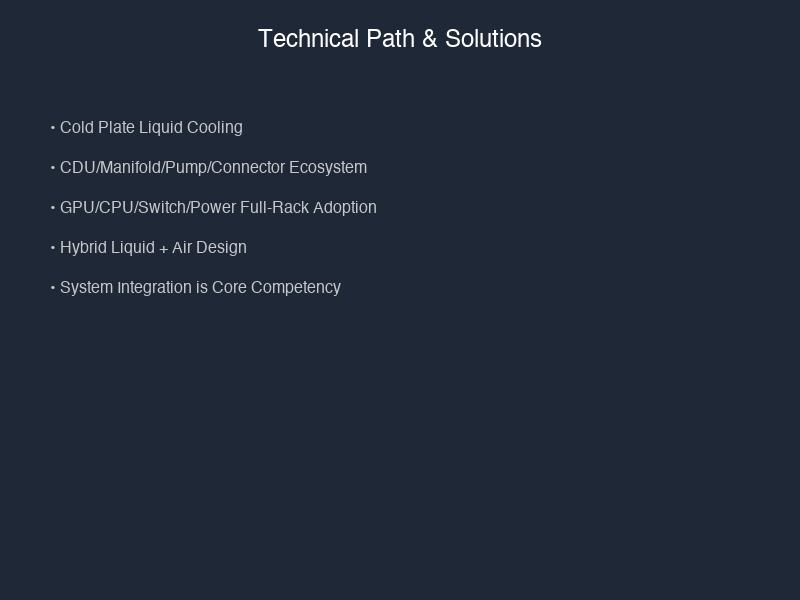 Technical Path & Solutions
• Cold Plate Liquid Cooling
• CDU/Manifold/Pump/Connector Ecosystem
• GPU/CPU/Switch/Power Full-Rack Adoption
• Hybrid Liquid + Air Design
• System Integration is Core Competency